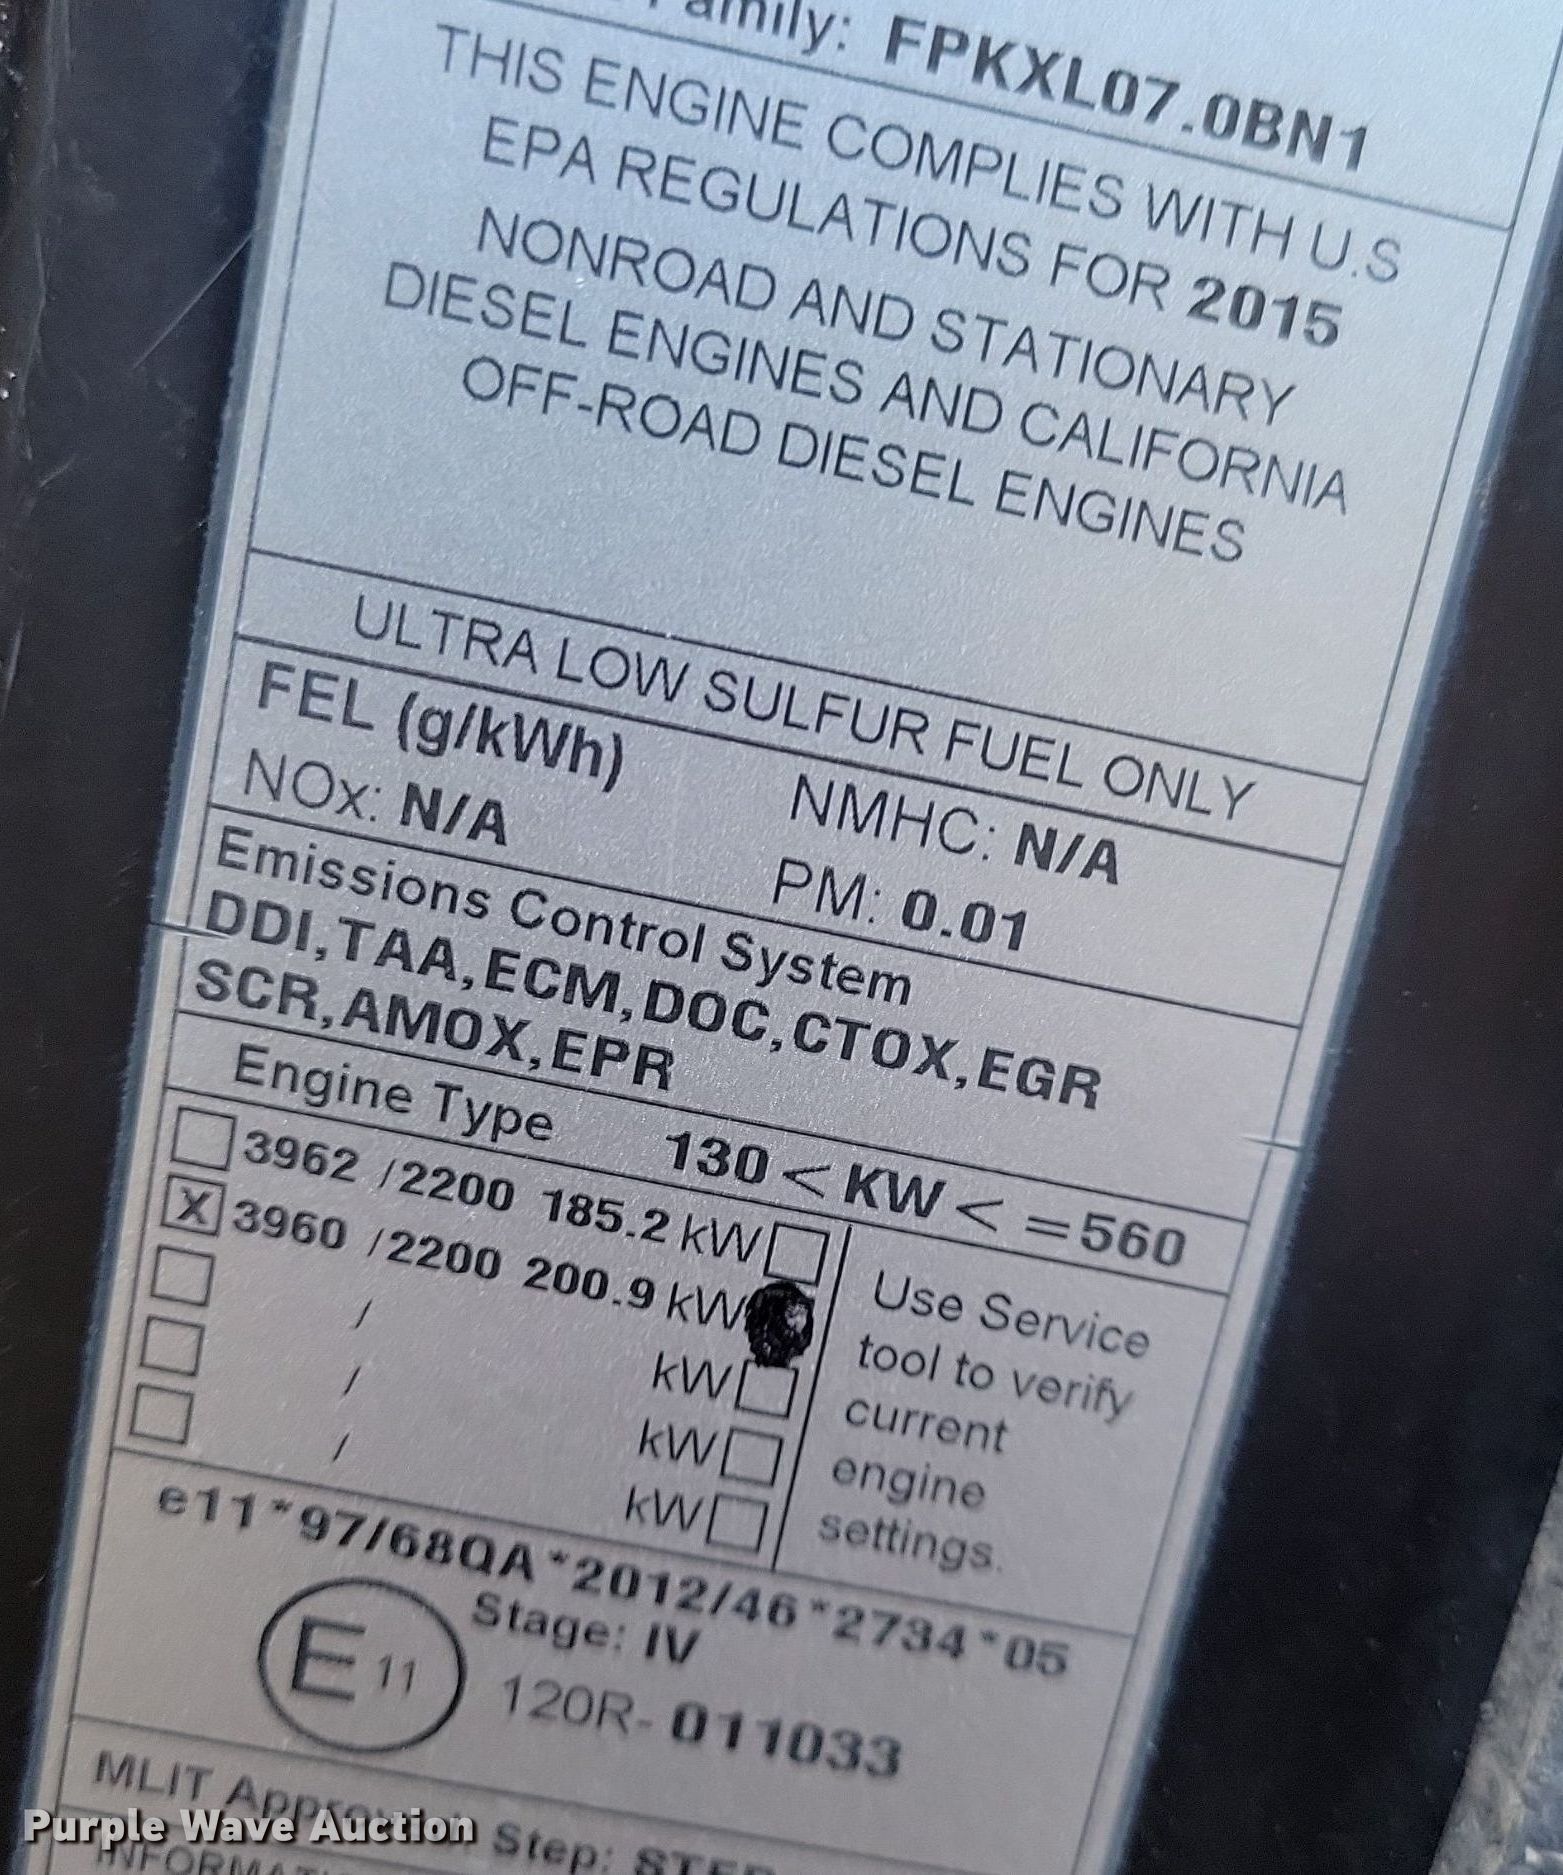 Family: FPKXL07.0BN1
THIS ENGINE COMPLIES WITH U.S
EPA REGULATIONS FOR 2015
NONROAD AND STATIONARY
DIESEL ENGINES AND CALIFORNIA
OFF-ROAD DIESEL ENGINES
ULTRA LOW SULFUR FUEL ONLY
FEL (g/kWh) NMHC: N/A
NOx: N/A PM: 0.01
Emissions Control System
DDI,TAA,ECM,DOC,CTOX,EGR
SCR,AMOX,EPR
Engine Type 130 < KW < =560
3962 /2200 185.2 kW
X 3960 /2200 200.9 kW
/ kW
/ kW
/ kW
Use Service
tool to verify
current
engine
settings.
e11*97/68QA*2012/46*2734*05
Stage: IV
E 11 120R- 011033
MLIT Approval Step:
Purple Wave Auction